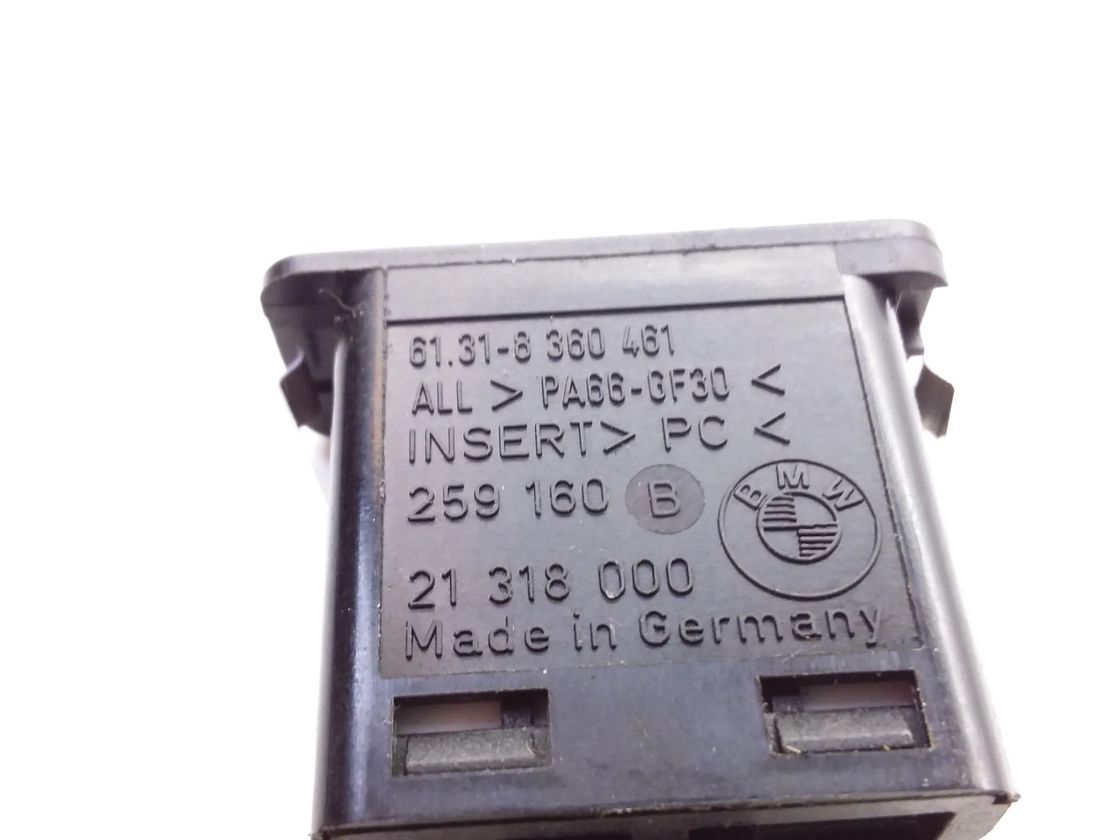 61.31-8 360 461
ALL > PA66-GF30 <
INSERT> PC <
259 160 B
BMW
21 318 000
Made in Germany